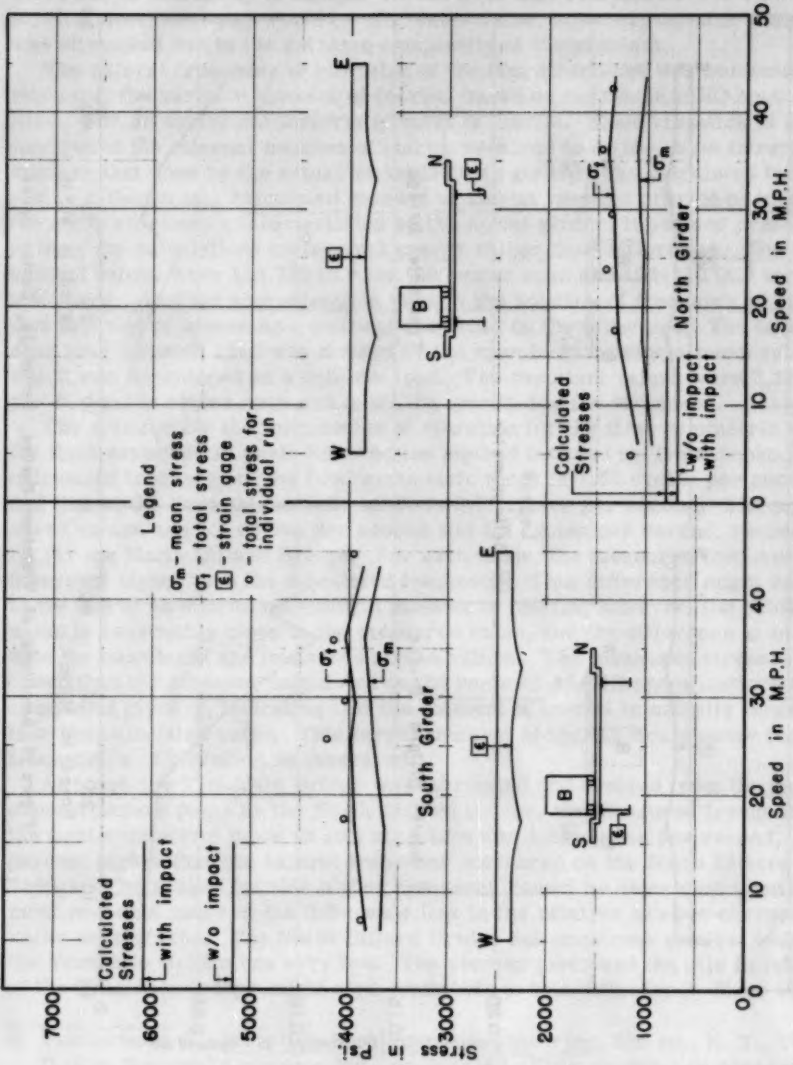 7000
6000
5000
4000
3000
2000
1000
0
Stress in Psi.
Calculated
Stresses
with impact
w/o impact
σt
σm
South Girder
W
E
ε
S
N
B
ε
0
10
20
30
40
Speed in M.P.H.
Legend
σm - mean stress
σt - total stress
ε - strain gage
o - total stress for
individual run
W
E
ε
S
N
B
ε
Calculated
Stresses
w/o impact
with impact
σt
σm
North Girder
0
10
20
30
40
50
Speed in M.P.H.